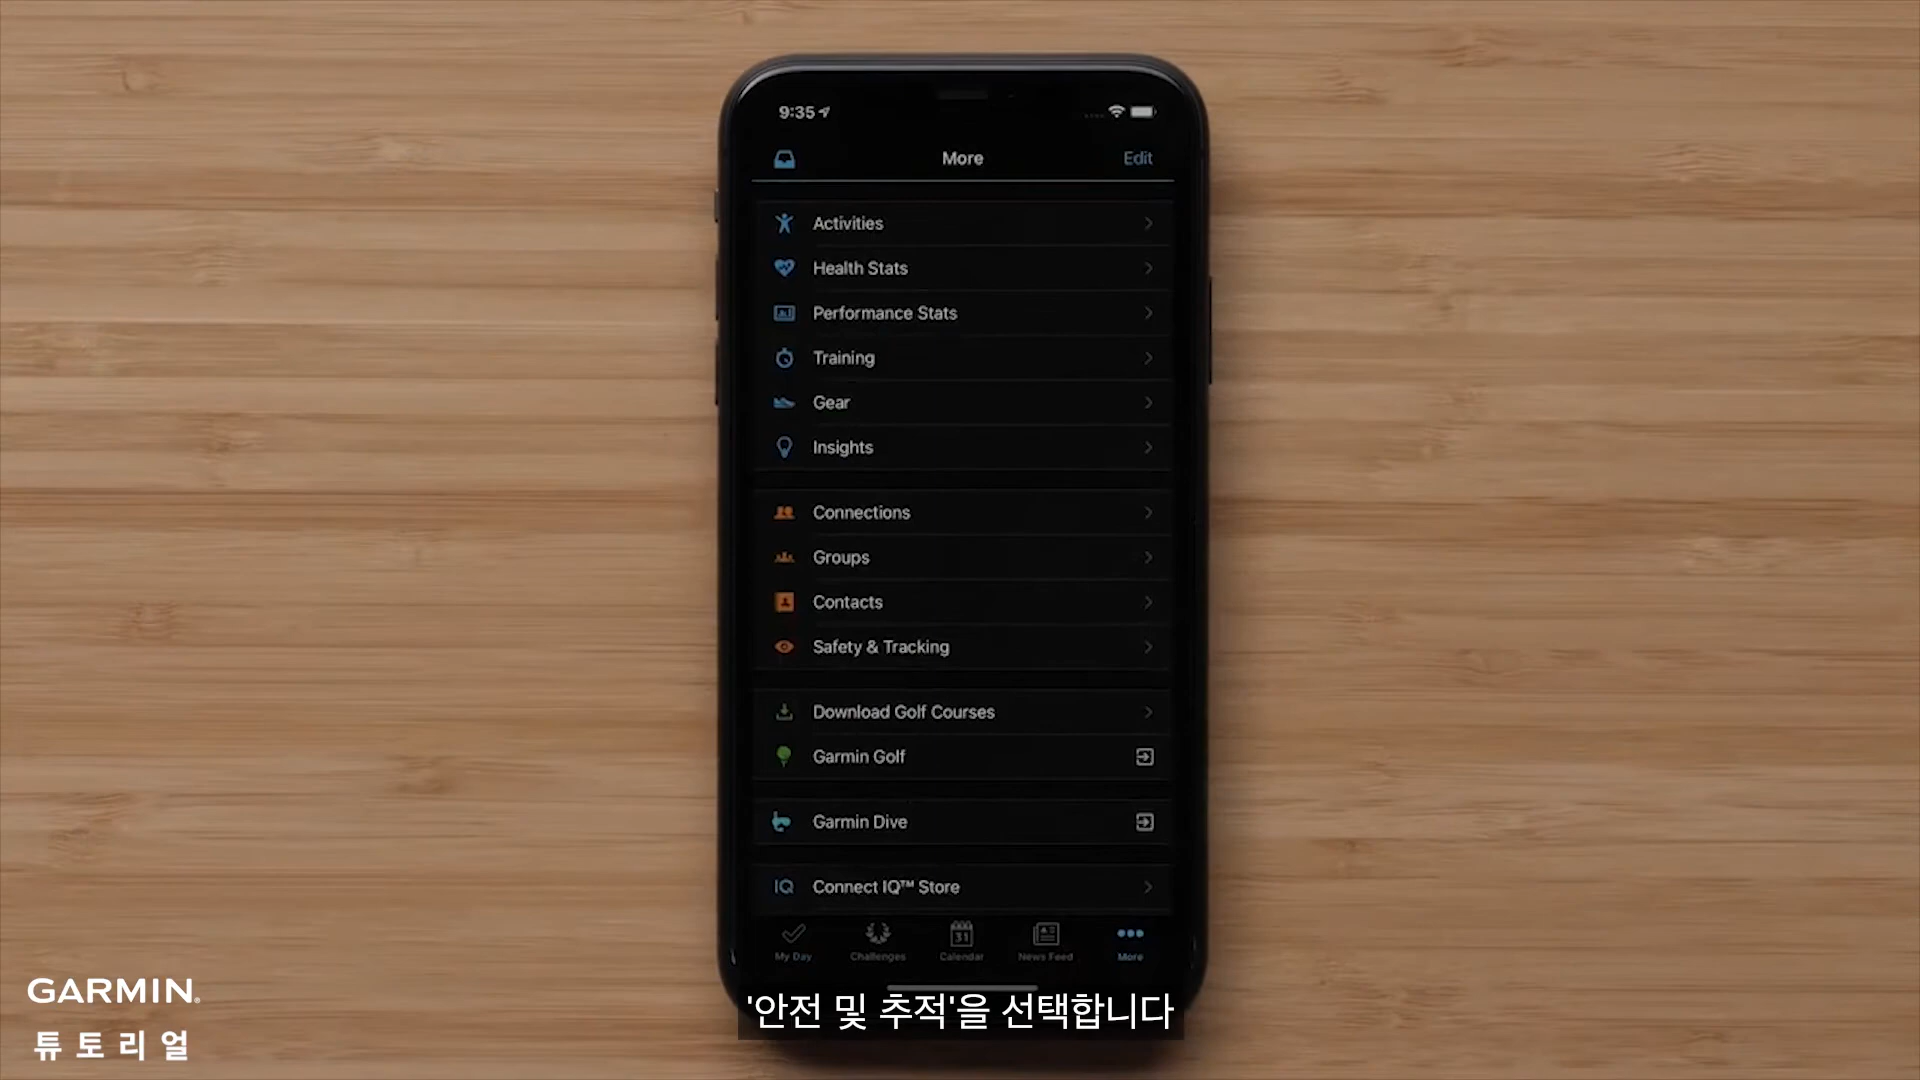 9:35
More
Edit
Activities
Health Stats
Performance Stats
Training
Gear
Insights
Connections
Groups
Contacts
Safety & Tracking
Download Golf Courses
Garmin Golf
Garmin Dive
IQ Connect IQ™ Store
31
My Day
Challenges
Calendar
News Feed
More
'안전 및 추적'을 선택합니다
GARMIN®
튜토리얼